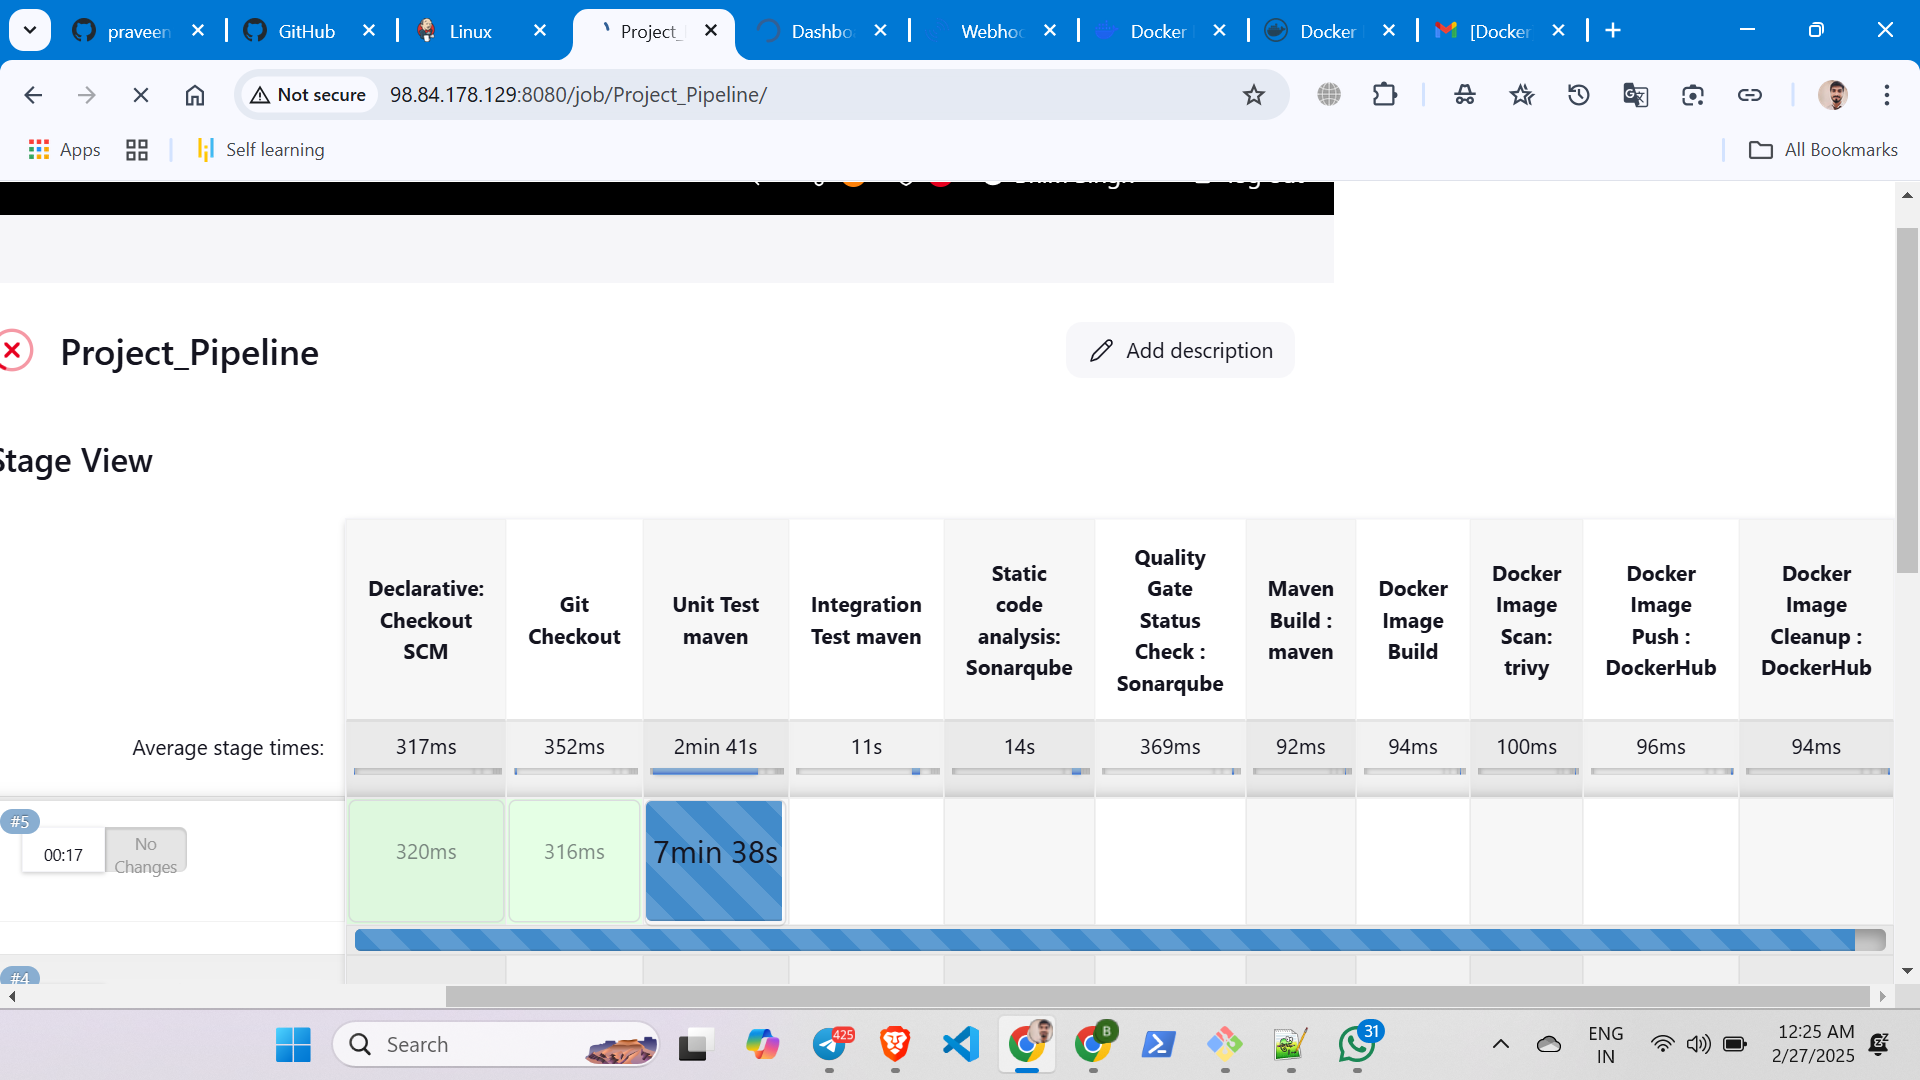 praveen
GitHub
Linux
Project_
Dashbo
Webhoo
Docker
Docker
[Docker
Not secure
98.84.178.129:8080/job/Project_Pipeline/
Apps
Self learning
All Bookmarks
Project_Pipeline
Add description
Stage View
Declarative: Checkout SCM
Git Checkout
Unit Test maven
Integration Test maven
Static code analysis: Sonarqube
Quality Gate Status Check : Sonarqube
Maven Build : maven
Docker Image Build
Docker Image Scan: trivy
Docker Image Push : DockerHub
Docker Image Cleanup : DockerHub
Average stage times:
317ms
352ms
2min 41s
11s
14s
369ms
92ms
94ms
100ms
96ms
94ms
#5
00:17
No Changes
320ms
316ms
7min 38s
#4
Search
425
B
31
ENG
IN
12:25 AM
2/27/2025